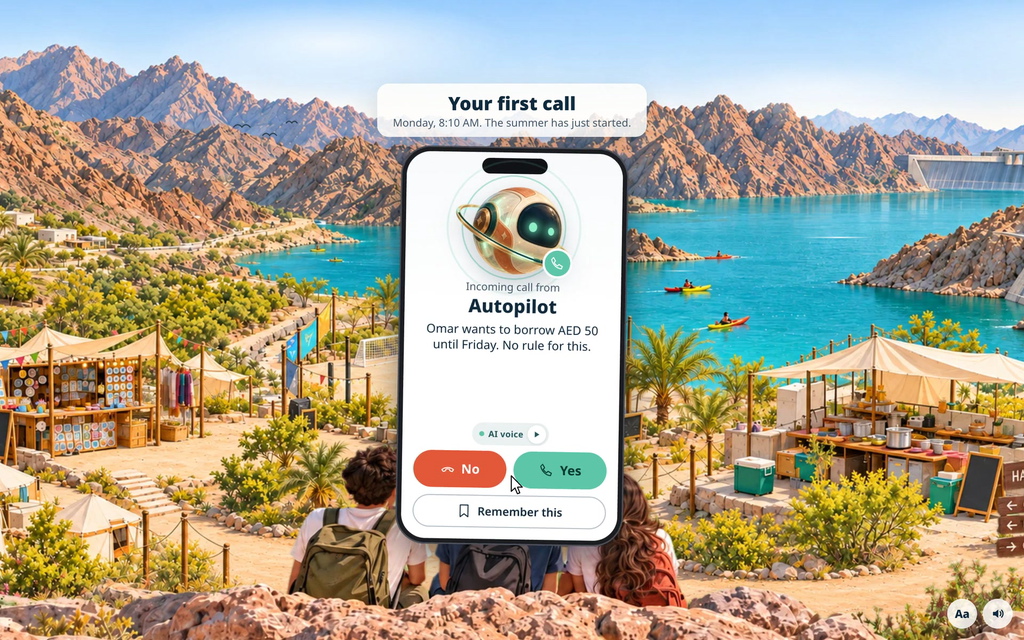 Your first call
Monday, 8:10 AM. The summer has just started.
Incoming call from
Autopilot
Omar wants to borrow AED 50
until Friday. No rule for this.
AI voice
No
Yes
Remember this
HA
Aa